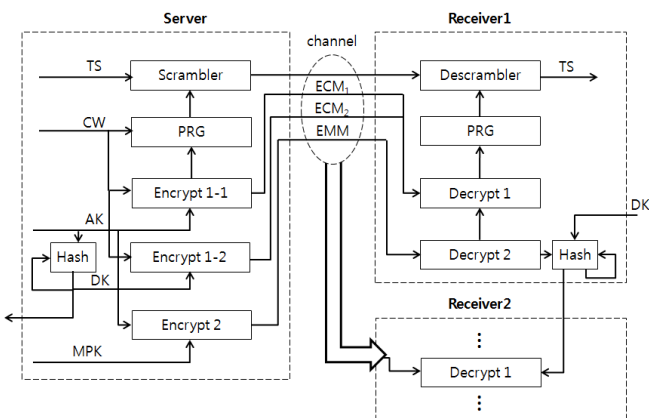 Server
Receiver1
channel
TS
Scrambler
Descrambler
TS
ECM₁
CW
PRG
ECM₂
PRG
EMM
Encrypt 1-1
Decrypt 1
AK
DK
Hash
Encrypt 1-2
Decrypt 2
Hash
DK
Receiver2
Encrypt 2
MPK
Decrypt 1